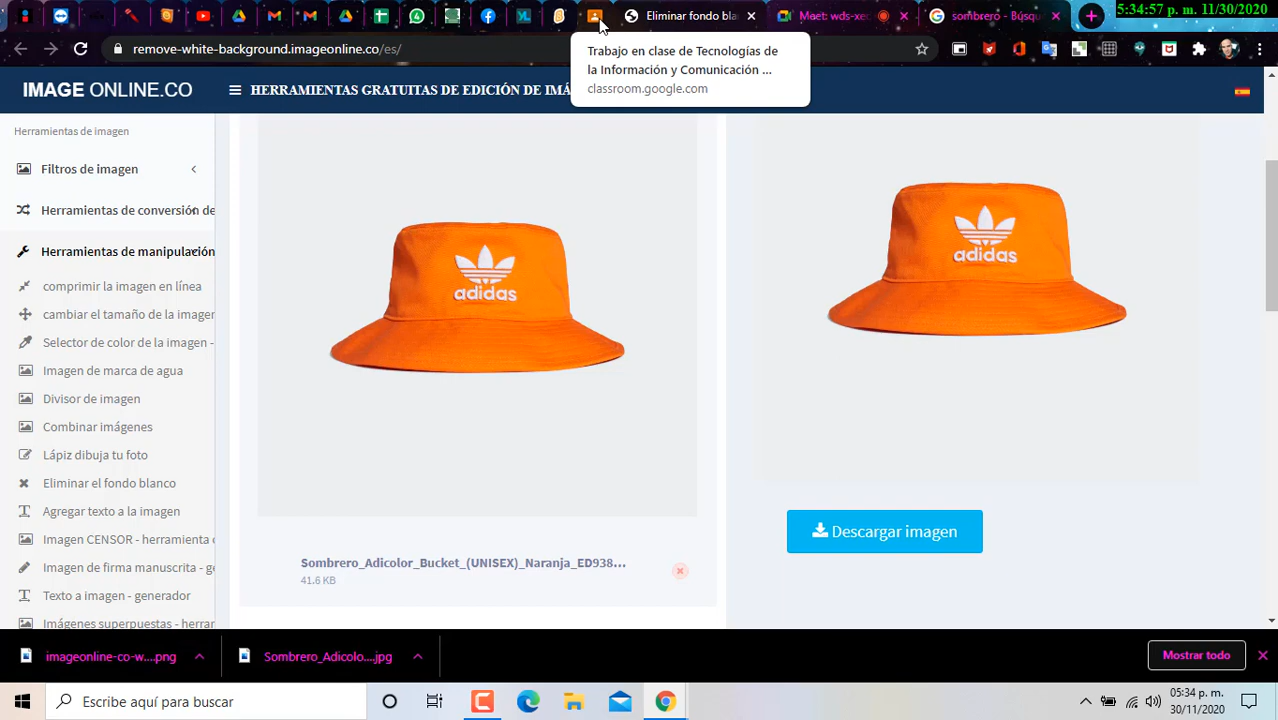 Eliminar fondo bla
Meet: wds-xe
sombrero - Búsq
5:34:57 p. m. 11/30/2020
remove-white-background.imageonline.co/es/
Trabajo en clase de Tecnologías de
la Información y Comunicación ...
classroom.google.com
IMAGE ONLINE.CO
HERRAMIENTAS GRATUITAS DE EDICIÓN DE IMÁ
Herramientas de imagen
Filtros de imagen
Herramientas de conversión de
Herramientas de manipulación
comprimir la imagen en línea
cambiar el tamaño de la imagen
Selector de color de la imagen -
Imagen de marca de agua
Divisor de imagen
Combinar imágenes
Lápiz dibuja tu foto
Eliminar el fondo blanco
Agregar texto a la imagen
Imagen CENSOR - herramienta
Imagen de firma manuscrita - ge
Texto a imagen - generador
Imágenes superpuestas - herrar
adidas
adidas
Sombrero_Adicolor_Bucket_(UNISEX)_Naranja_ED938...
41.6 KB
Descargar imagen
imageonline-co-w....png
Sombrero_Adicolo....jpg
Mostrar todo
Escribe aquí para buscar
05:34 p. m.
30/11/2020